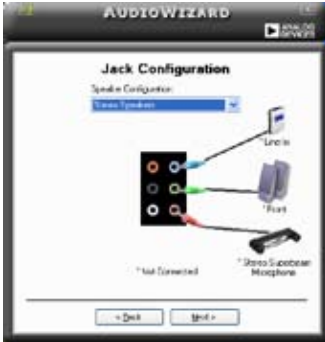 AUDIOWIZARD
ANALOG
DEVICES
Jack Configuration
Speaker Configuration:
Stereo Speakers
*Line In
*Front
*Not Connected
*Stereo Superbeam
Microphone
< Back
Next >